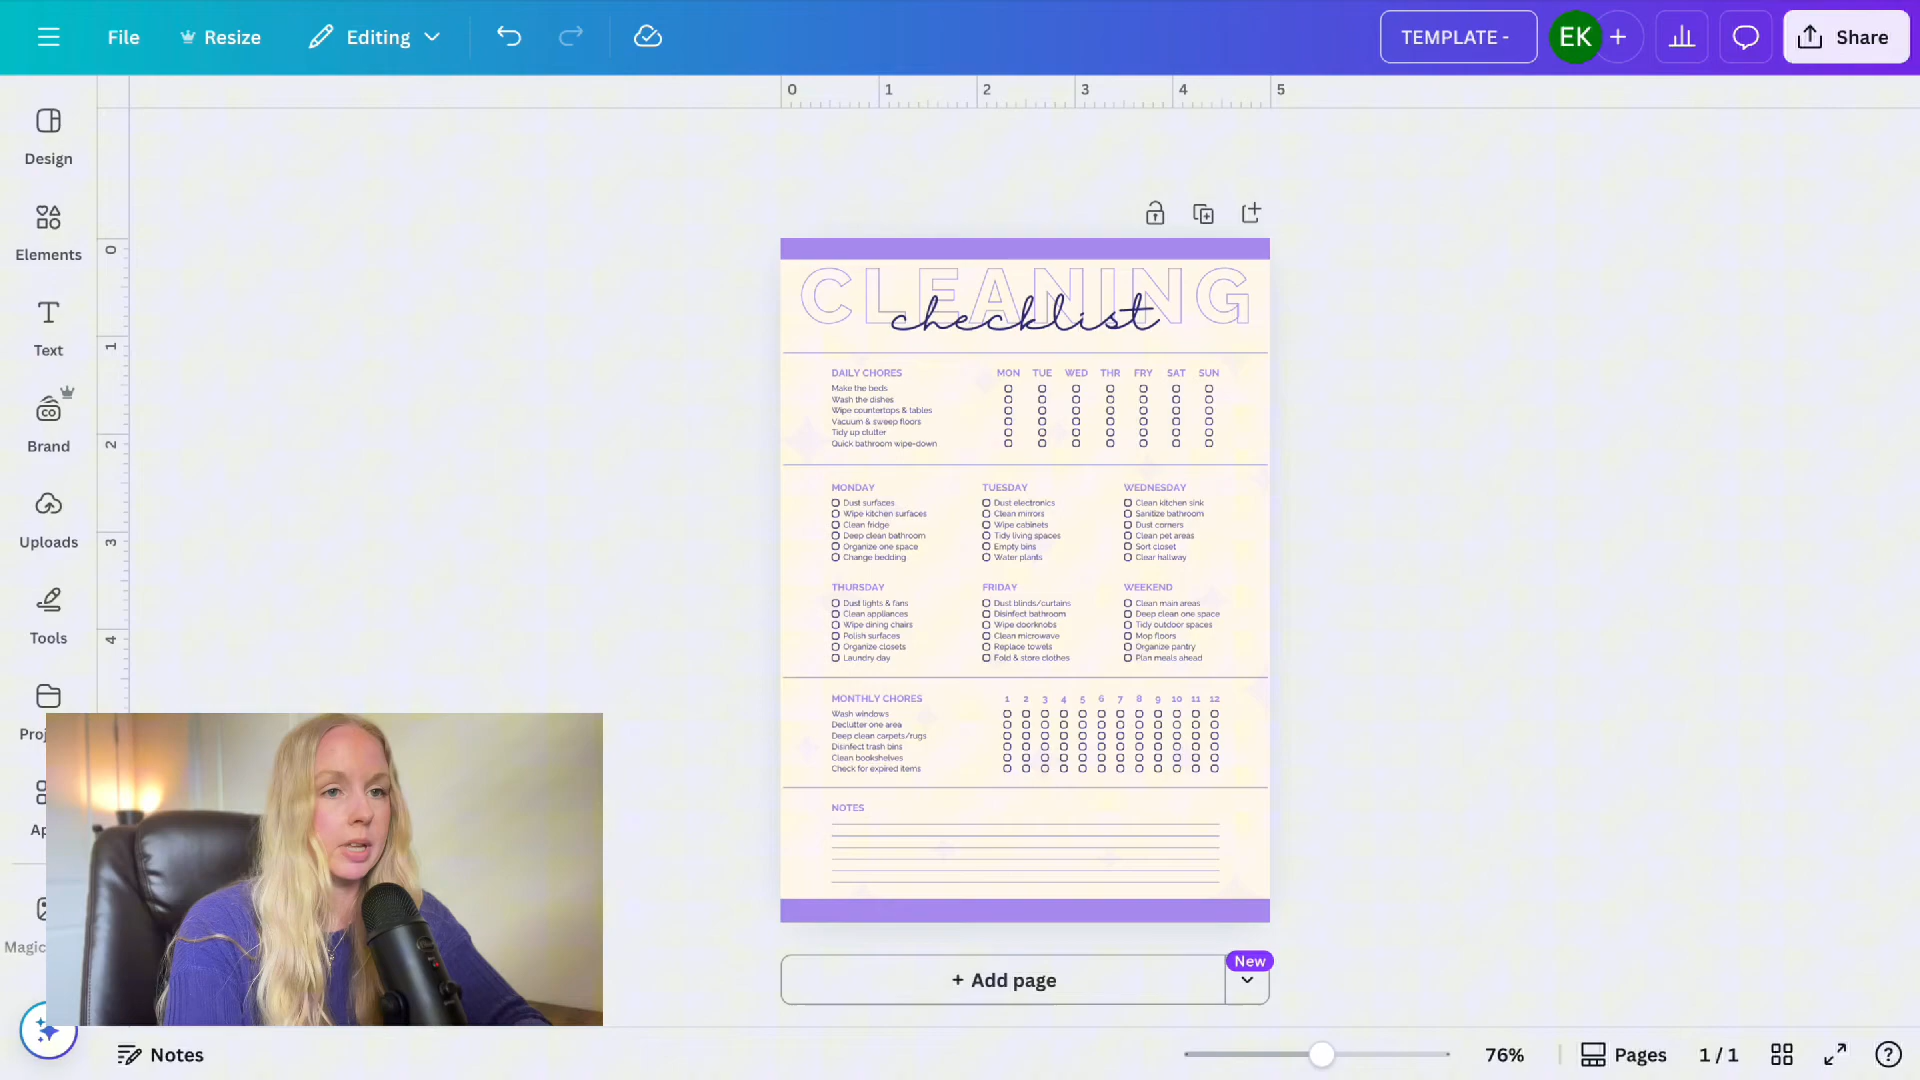 File
Resize
Editing
TEMPLATE -
EK
Share
0 1 2 3 4 5
Design
Elements
Text
CO
Brand
Uploads
Tools
Proj
Ap
Magic
0
1
2
3
4
CLEANING
checklist
DAILY CHORES MON TUE WED THR FRY SAT SUN
Make the beds
Wash the dishes
Wipe countertops & tables
Vacuum & sweep floors
Tidy up clutter
Quick bathroom wipe-down
MONDAY
Dust surfaces
Wipe kitchen surfaces
Clean fridge
Deep clean bathroom
Organize one space
Change bedding
TUESDAY
Dust electronics
Clean mirrors
Wipe cabinets
Tidy living spaces
Empty bins
Water plants
WEDNESDAY
Clean kitchen sink
Sanitize bathroom
Dust corners
Clean pet areas
Sort closet
Clear hallway
THURSDAY
Dust lights & fans
Clean appliances
Wipe dining chairs
Polish surfaces
Organize closets
Laundry day
FRIDAY
Dust blinds/curtains
Disinfect bathroom
Wipe doorknobs
Clean microwave
Replace towels
Fold & store clothes
WEEKEND
Clean main areas
Deep clean one space
Tidy outdoor spaces
Mop floors
Organize pantry
Plan meals ahead
MONTHLY CHORES 1 2 3 4 5 6 7 8 9 10 11 12
Wash windows
Declutter one area
Deep clean carpets/rugs
Disinfect trash bins
Clean bookshelves
Check for expired items
NOTES
New
+ Add page
Notes
76%
Pages
1 / 1